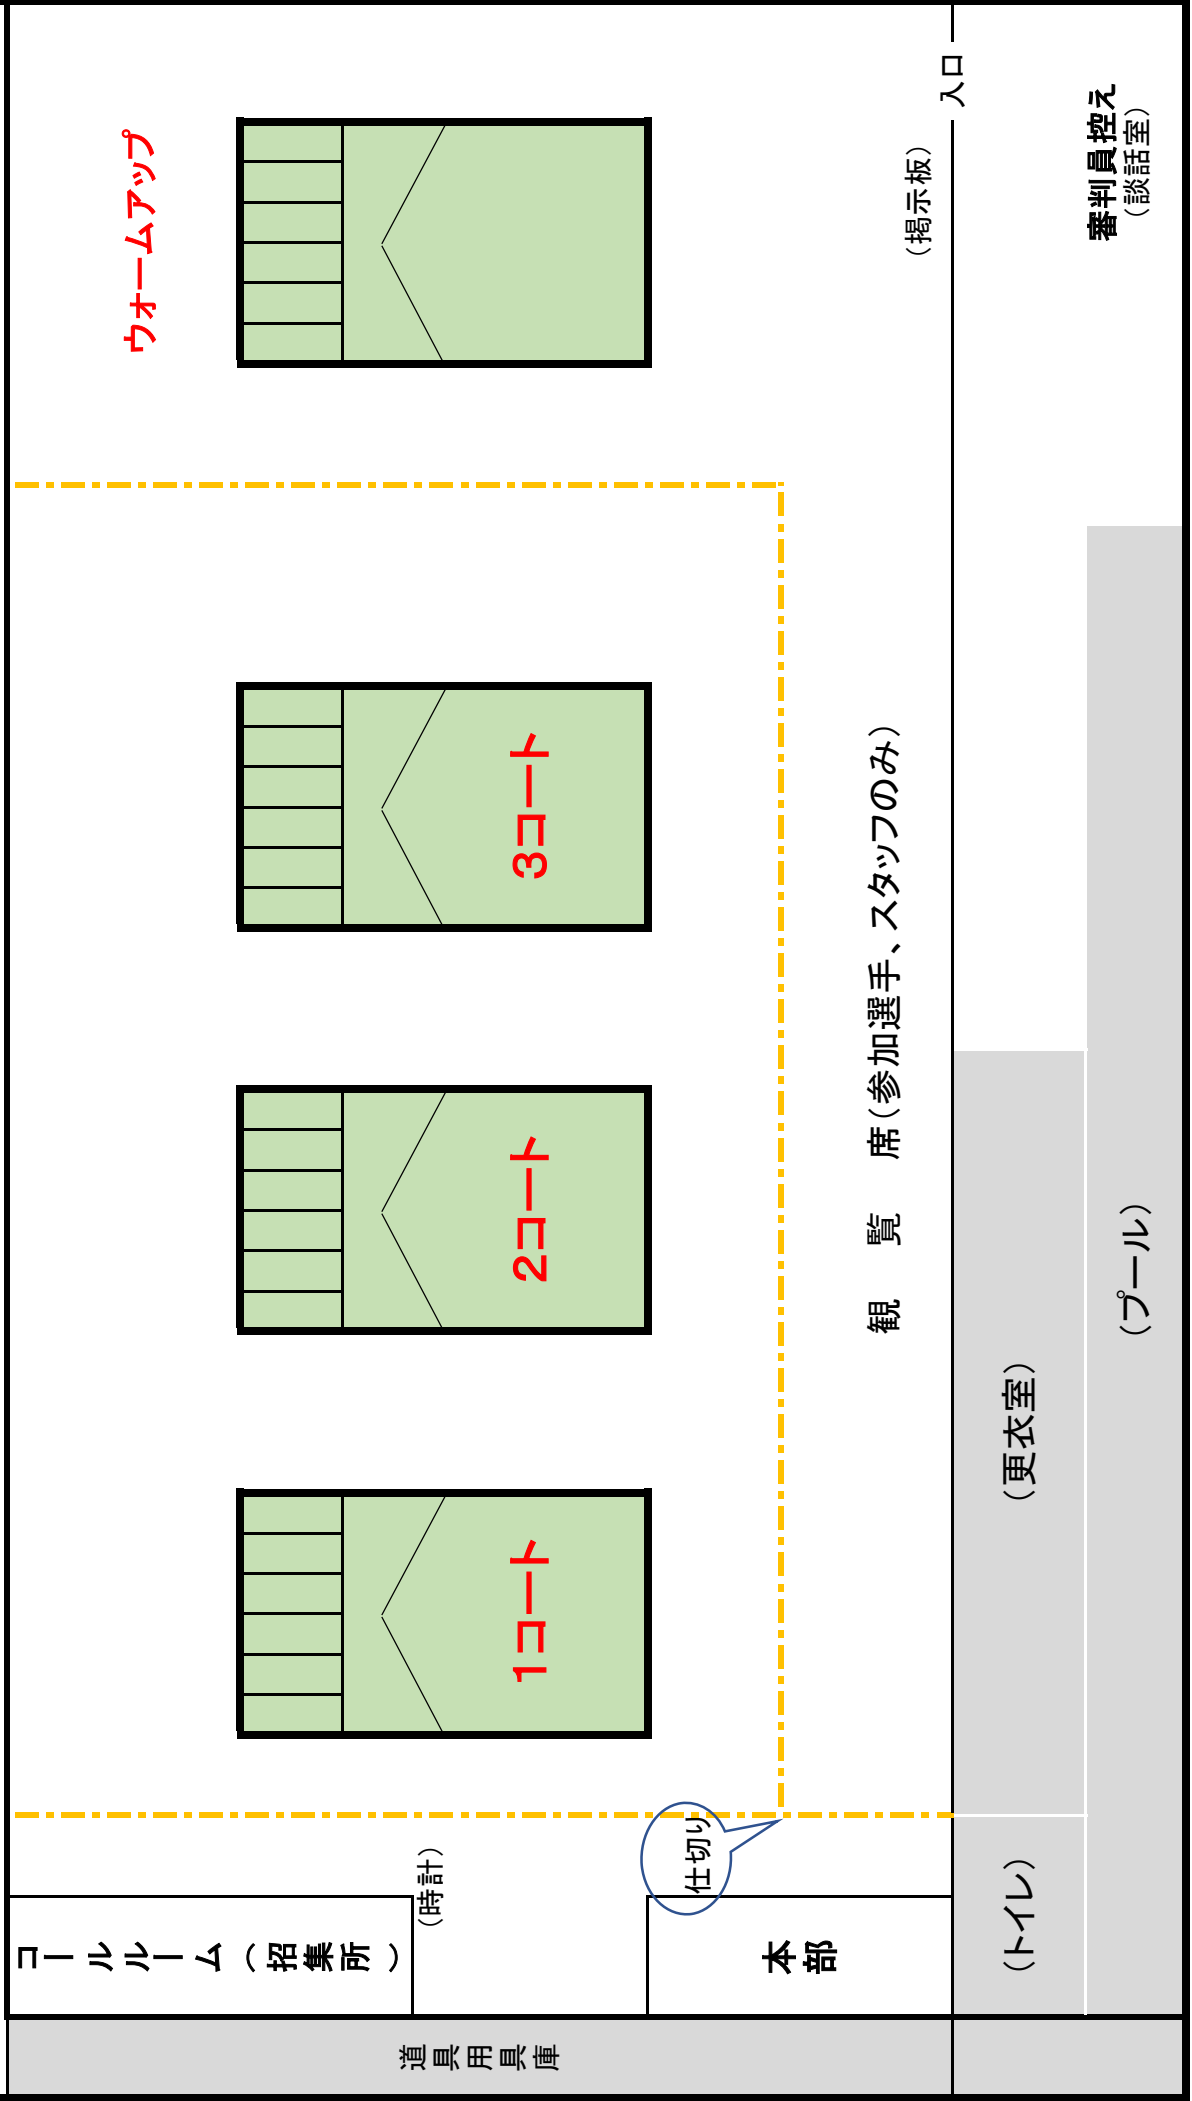 コールルーム（招集所）
ウォームアップ
（時計）
道具用具庫
1コート
2コート
3コート
仕切り
本部
観　覧　席（参加選手、スタッフのみ）
（掲示板）
入口
（トイレ）
（更衣室）
（プール）
審判員控え
（談話室）